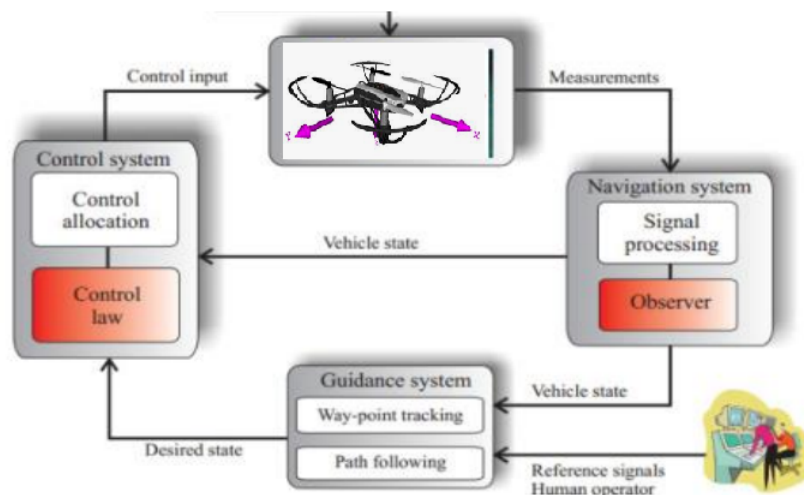 Control input
Measurements
Y
X
Control system
Control
allocation
Control
law
Navigation system
Signal
processing
Observer
Vehicle state
Guidance system
Way-point tracking
Path following
Vehicle state
Desired state
Reference signals
Human operator